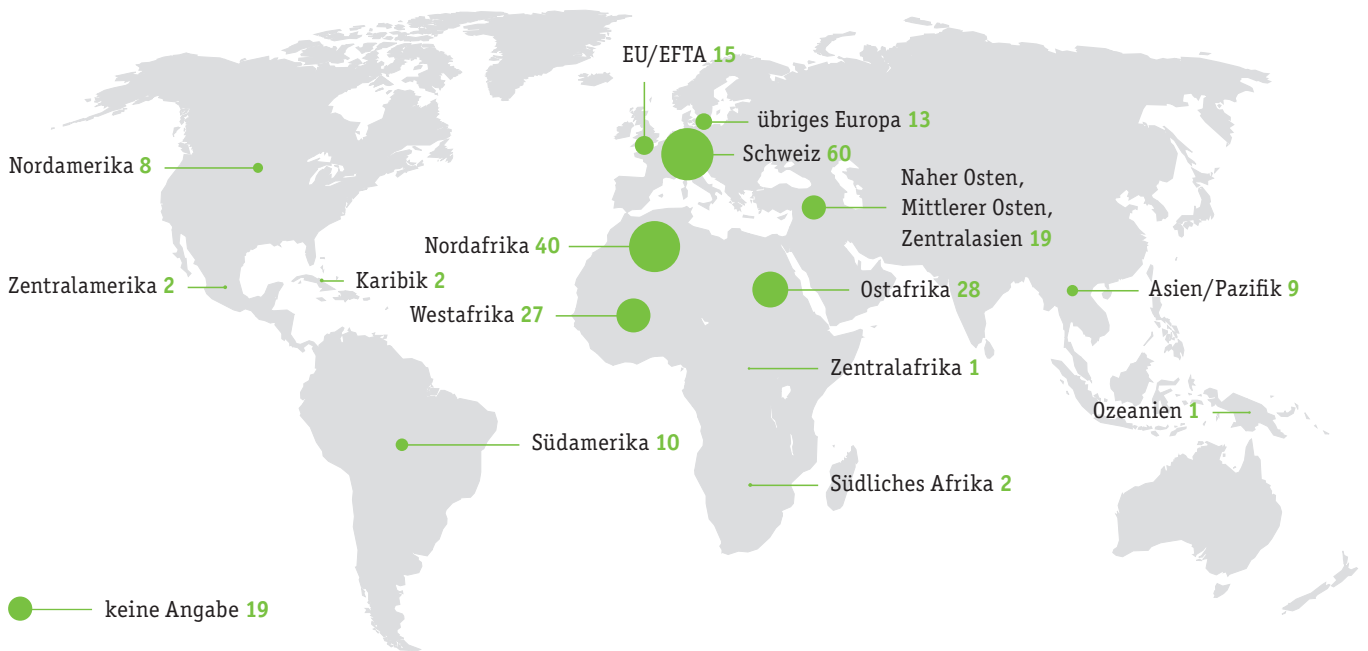 EU/EFTA 15
übriges Europa 13
Schweiz 60
Nordamerika 8
Naher Osten,
Mittlerer Osten,
Zentralasien 19
Nordafrika 40
Zentralamerika 2
Karibik 2
Ostafrika 28
Asien/Pazifik 9
Westafrika 27
Zentralafrika 1
Ozeanien 1
Südamerika 10
Südliches Afrika 2
keine Angabe 19